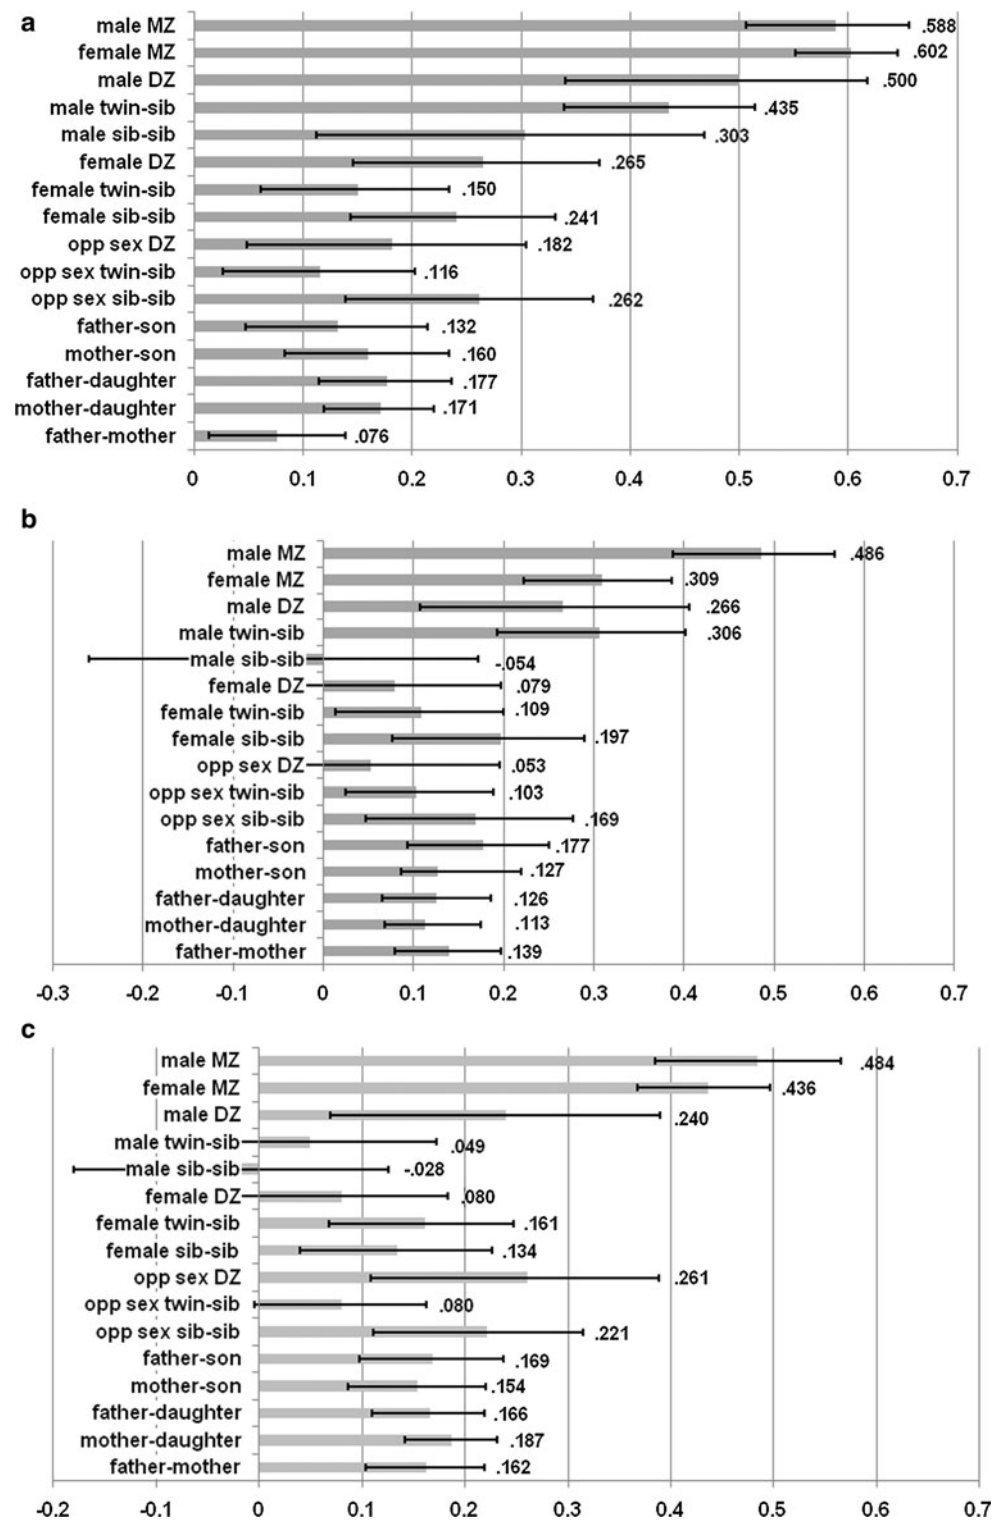 a
male MZ .588
female MZ .602
male DZ .500
male twin-sib .435
male sib-sib .303
female DZ .265
female twin-sib .150
female sib-sib .241
opp sex DZ .182
opp sex twin-sib .116
opp sex sib-sib .262
father-son .132
mother-son .160
father-daughter .177
mother-daughter .171
father-mother .076
0 0.1 0.2 0.3 0.4 0.5 0.6 0.7
b
male MZ .486
female MZ .309
male DZ .266
male twin-sib .306
male sib-sib -.054
female DZ .079
female twin-sib .109
female sib-sib .197
opp sex DZ .053
opp sex twin-sib .103
opp sex sib-sib .169
father-son .177
mother-son .127
father-daughter .126
mother-daughter .113
father-mother .139
-0.3 -0.2 -0.1 0 0.1 0.2 0.3 0.4 0.5 0.6 0.7
c
male MZ .484
female MZ .436
male DZ .240
male twin-sib .049
male sib-sib -.028
female DZ .080
female twin-sib .161
female sib-sib .134
opp sex DZ .261
opp sex twin-sib .080
opp sex sib-sib .221
father-son .169
mother-son .154
father-daughter .166
mother-daughter .187
father-mother .162
-0.2 -0.1 0 0.1 0.2 0.3 0.4 0.5 0.6 0.7